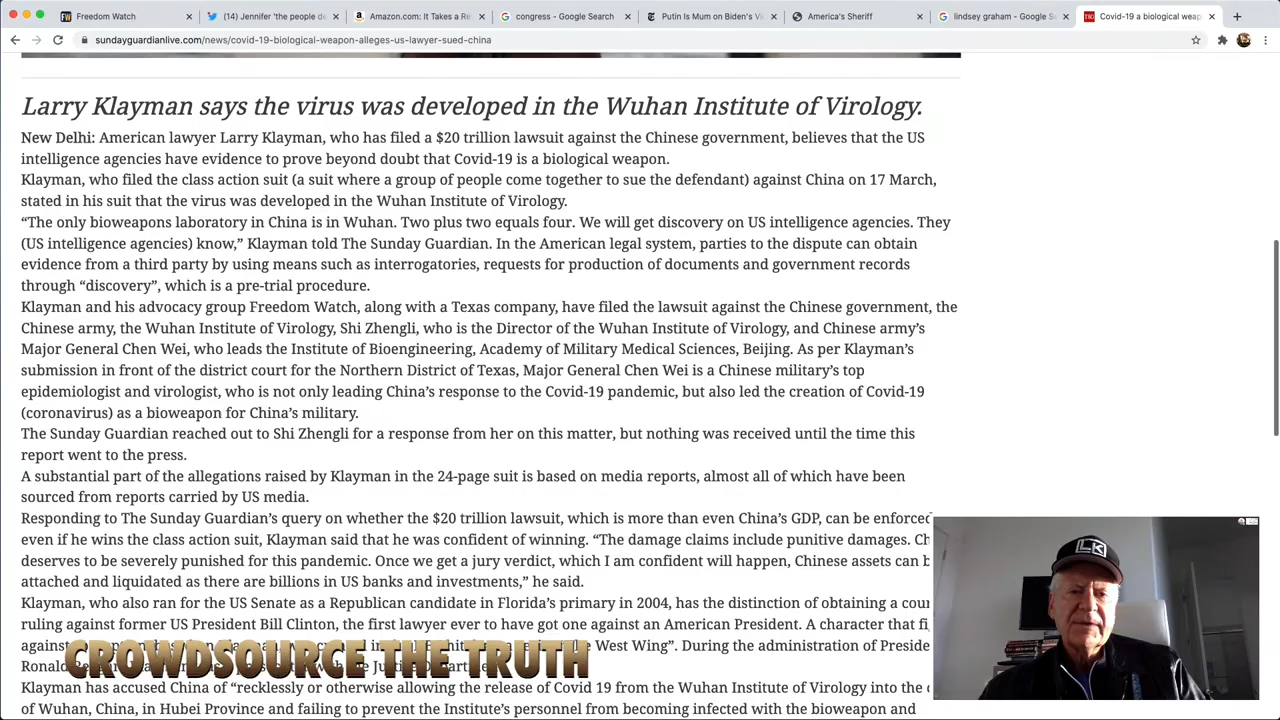 Freedom Watch
(14) Jennifer 'the people de
Amazon.com: It Takes a Re
congress - Google Search
Putin Is Mum on Biden's Vi
America's Sheriff
lindsey graham - Google Se
Covid-19 a biological weap
sundayguardianlive.com/news/covid-19-biological-weapon-alleges-us-lawyer-sued-china
Larry Klayman says the virus was developed in the Wuhan Institute of Virology.
New Delhi: American lawyer Larry Klayman, who has filed a $20 trillion lawsuit against the Chinese government, believes that the US
intelligence agencies have evidence to prove beyond doubt that Covid-19 is a biological weapon.
Klayman, who filed the class action suit (a suit where a group of people come together to sue the defendant) against China on 17 March,
stated in his suit that the virus was developed in the Wuhan Institute of Virology.
“The only bioweapons laboratory in China is in Wuhan. Two plus two equals four. We will get discovery on US intelligence agencies. They
(US intelligence agencies) know,” Klayman told The Sunday Guardian. In the American legal system, parties to the dispute can obtain
evidence from a third party by using means such as interrogatories, requests for production of documents and government records
through “discovery”, which is a pre-trial procedure.
Klayman and his advocacy group Freedom Watch, along with a Texas company, have filed the lawsuit against the Chinese government, the
Chinese army, the Wuhan Institute of Virology, Shi Zhengli, who is the Director of the Wuhan Institute of Virology, and Chinese army’s
Major General Chen Wei, who leads the Institute of Bioengineering, Academy of Military Medical Sciences, Beijing. As per Klayman’s
submission in front of the district court for the Northern District of Texas, Major General Chen Wei is a Chinese military’s top
epidemiologist and virologist, who is not only leading China’s response to the Covid-19 pandemic, but also led the creation of Covid-19
(coronavirus) as a bioweapon for China’s military.
The Sunday Guardian reached out to Shi Zhengli for a response from her on this matter, but nothing was received until the time this
report went to the press.
A substantial part of the allegations raised by Klayman in the 24-page suit is based on media reports, almost all of which have been
sourced from reports carried by US media.
Responding to The Sunday Guardian’s query on whether the $20 trillion lawsuit, which is more than even China’s GDP, can be enforced
even if he wins the class action suit, Klayman said that he was confident of winning. “The damage claims include punitive damages. Ch
deserves to be severely punished for this pandemic. Once we get a jury verdict, which I am confident will happen, Chinese assets can b
attached and liquidated as there are billions in US banks and investments,” he said.
Klayman, who also ran for the US Senate as a Republican candidate in Florida’s primary in 2004, has the distinction of obtaining a cour
ruling against former US President Bill Clinton, the first lawyer ever to have got one against an American President. A character that fi
against West Wing”. During the administration of Preside
CROWDSOURCE THE TRUTH
Klayman has accused China of “recklessly or otherwise allowing the release of Covid 19 from the Wuhan Institute of Virology into the c
of Wuhan, China, in Hubei Province and failing to prevent the Institute’s personnel from becoming infected with the bioweapon and
LK